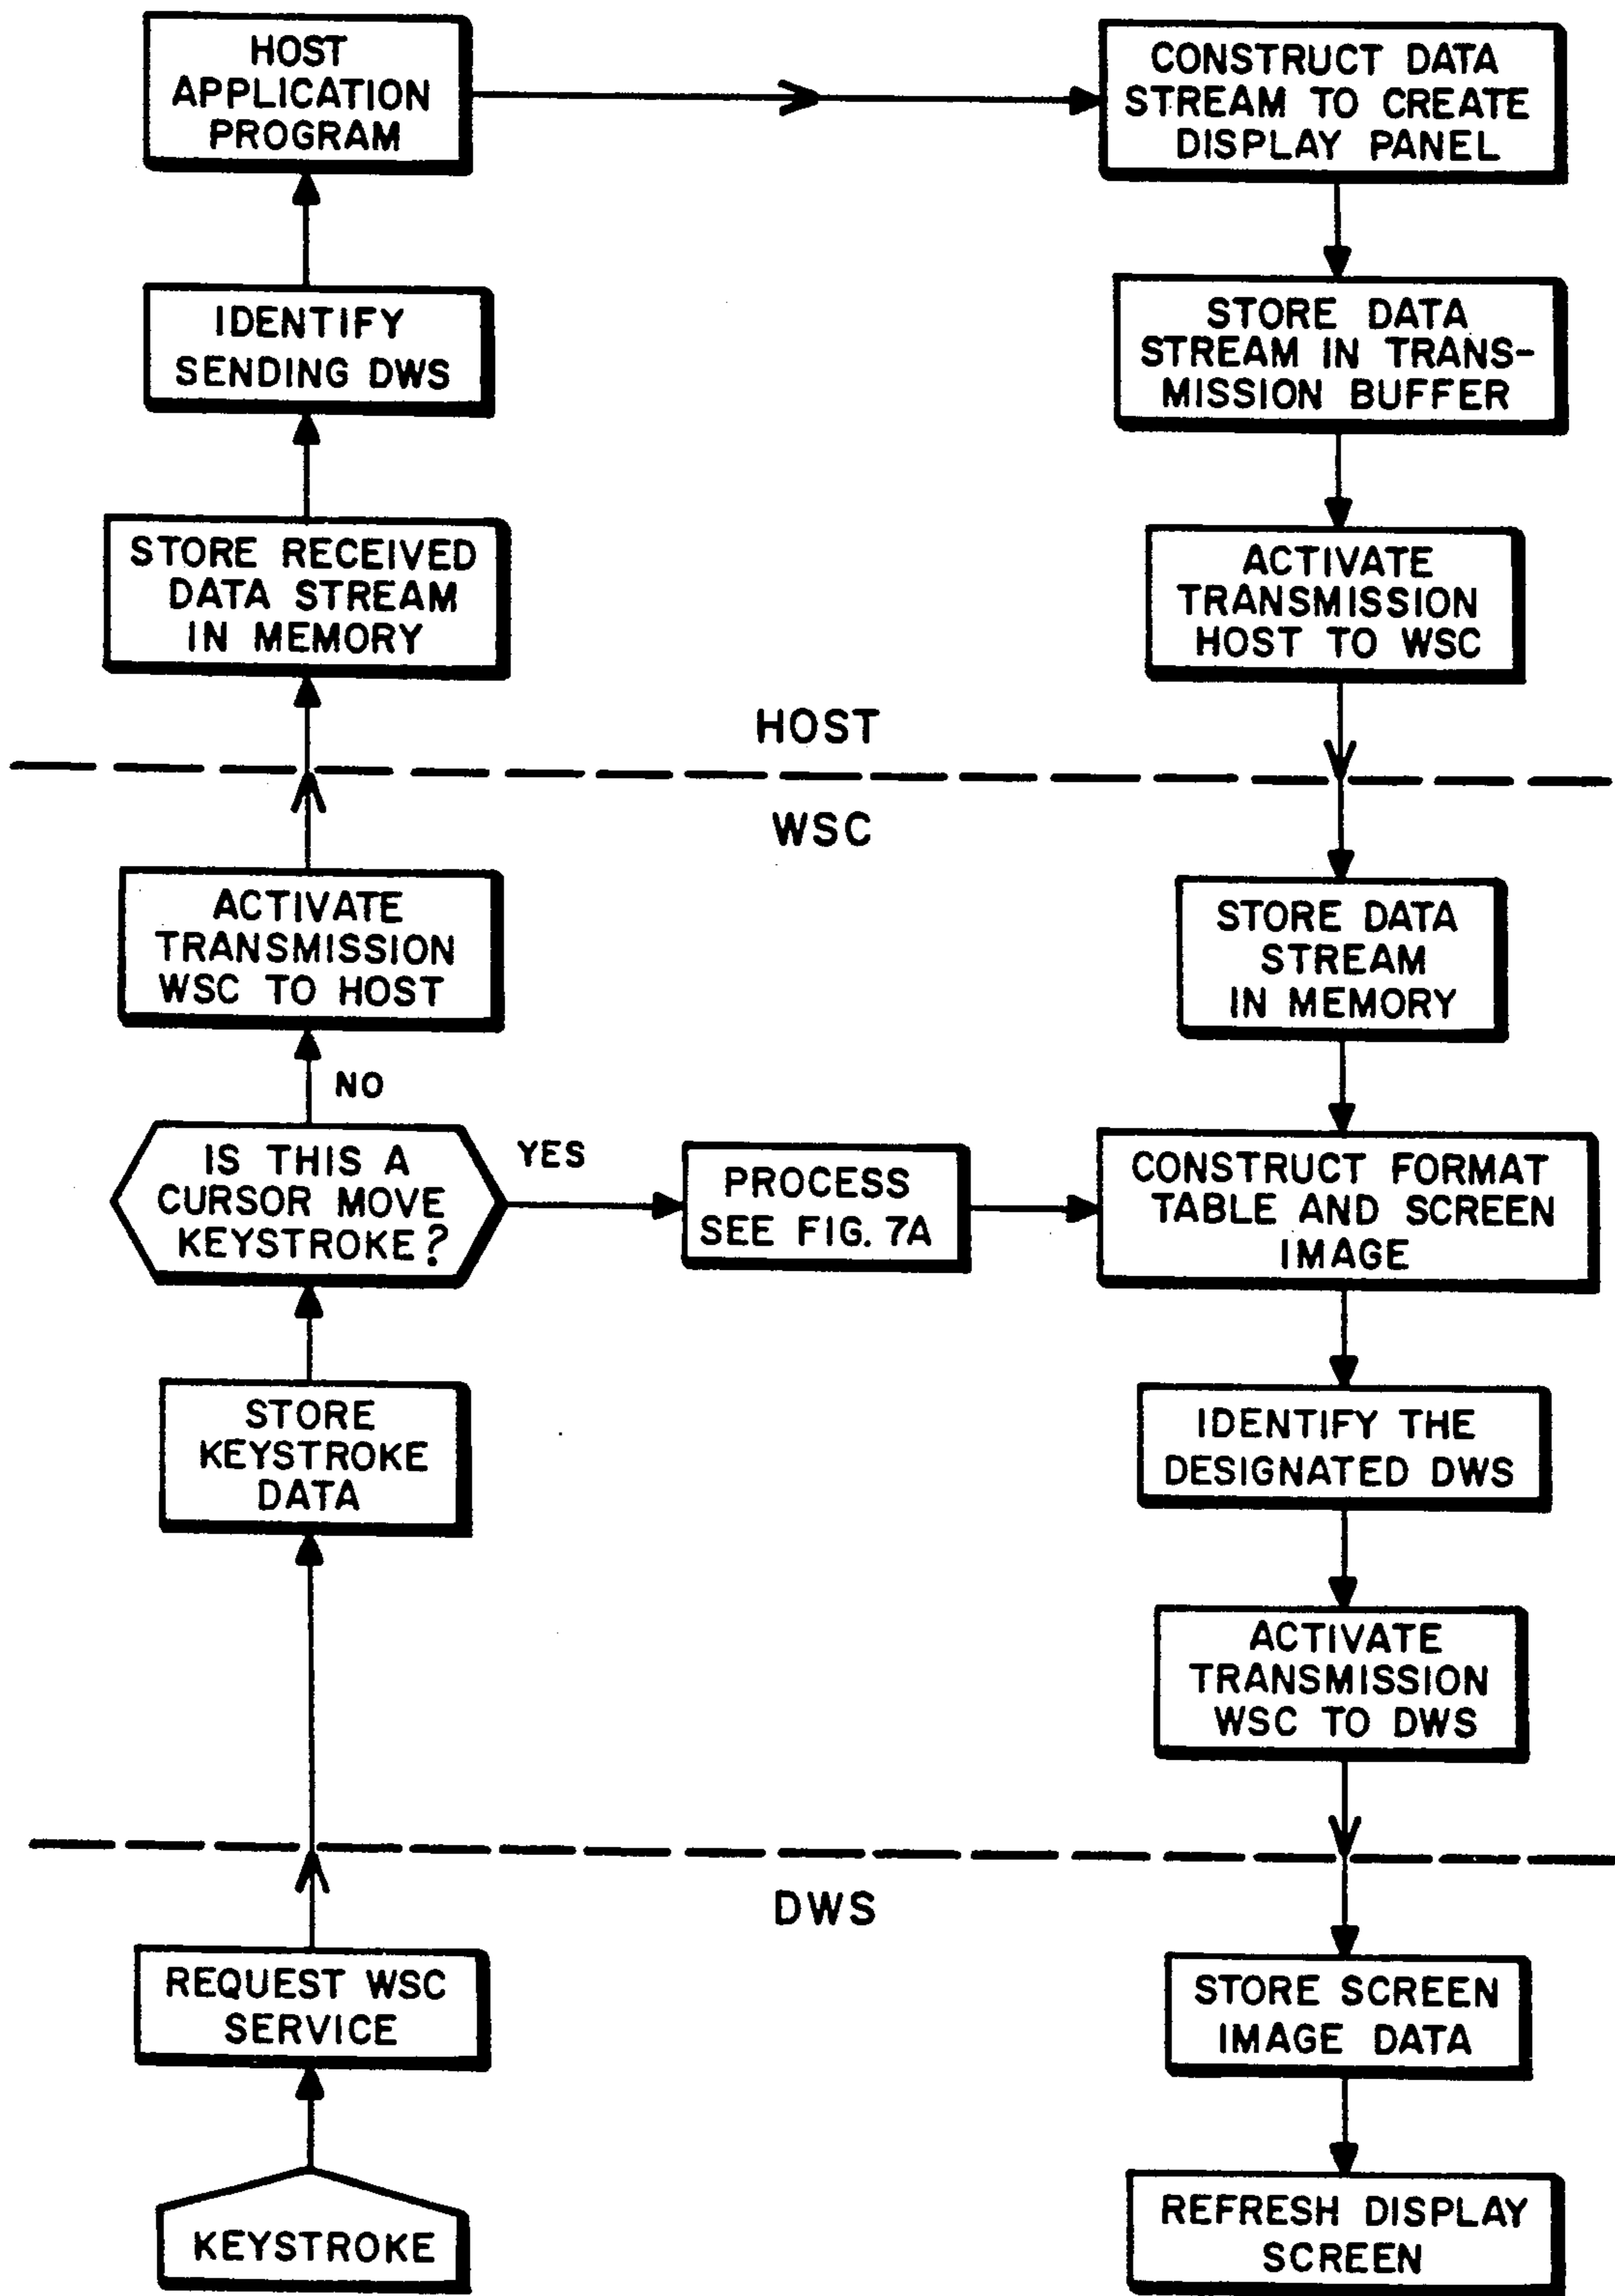 HOST
APPLICATION
PROGRAM
CONSTRUCT DATA
STREAM TO CREATE
DISPLAY PANEL
IDENTIFY
SENDING DWS
STORE DATA
STREAM IN TRANS-
MISSION BUFFER
STORE RECEIVED
DATA STREAM
IN MEMORY
ACTIVATE
TRANSMISSION
HOST TO WSC
HOST
WSC
ACTIVATE
TRANSMISSION
WSC TO HOST
STORE DATA
STREAM
IN MEMORY
NO
IS THIS A
CURSOR MOVE
KEYSTROKE?
YES
PROCESS
SEE FIG. 7A
CONSTRUCT FORMAT
TABLE AND SCREEN
IMAGE
STORE
KEYSTROKE
DATA
IDENTIFY THE
DESIGNATED DWS
ACTIVATE
TRANSMISSION
WSC TO DWS
DWS
REQUEST WSC
SERVICE
STORE SCREEN
IMAGE DATA
KEYSTROKE
REFRESH DISPLAY
SCREEN